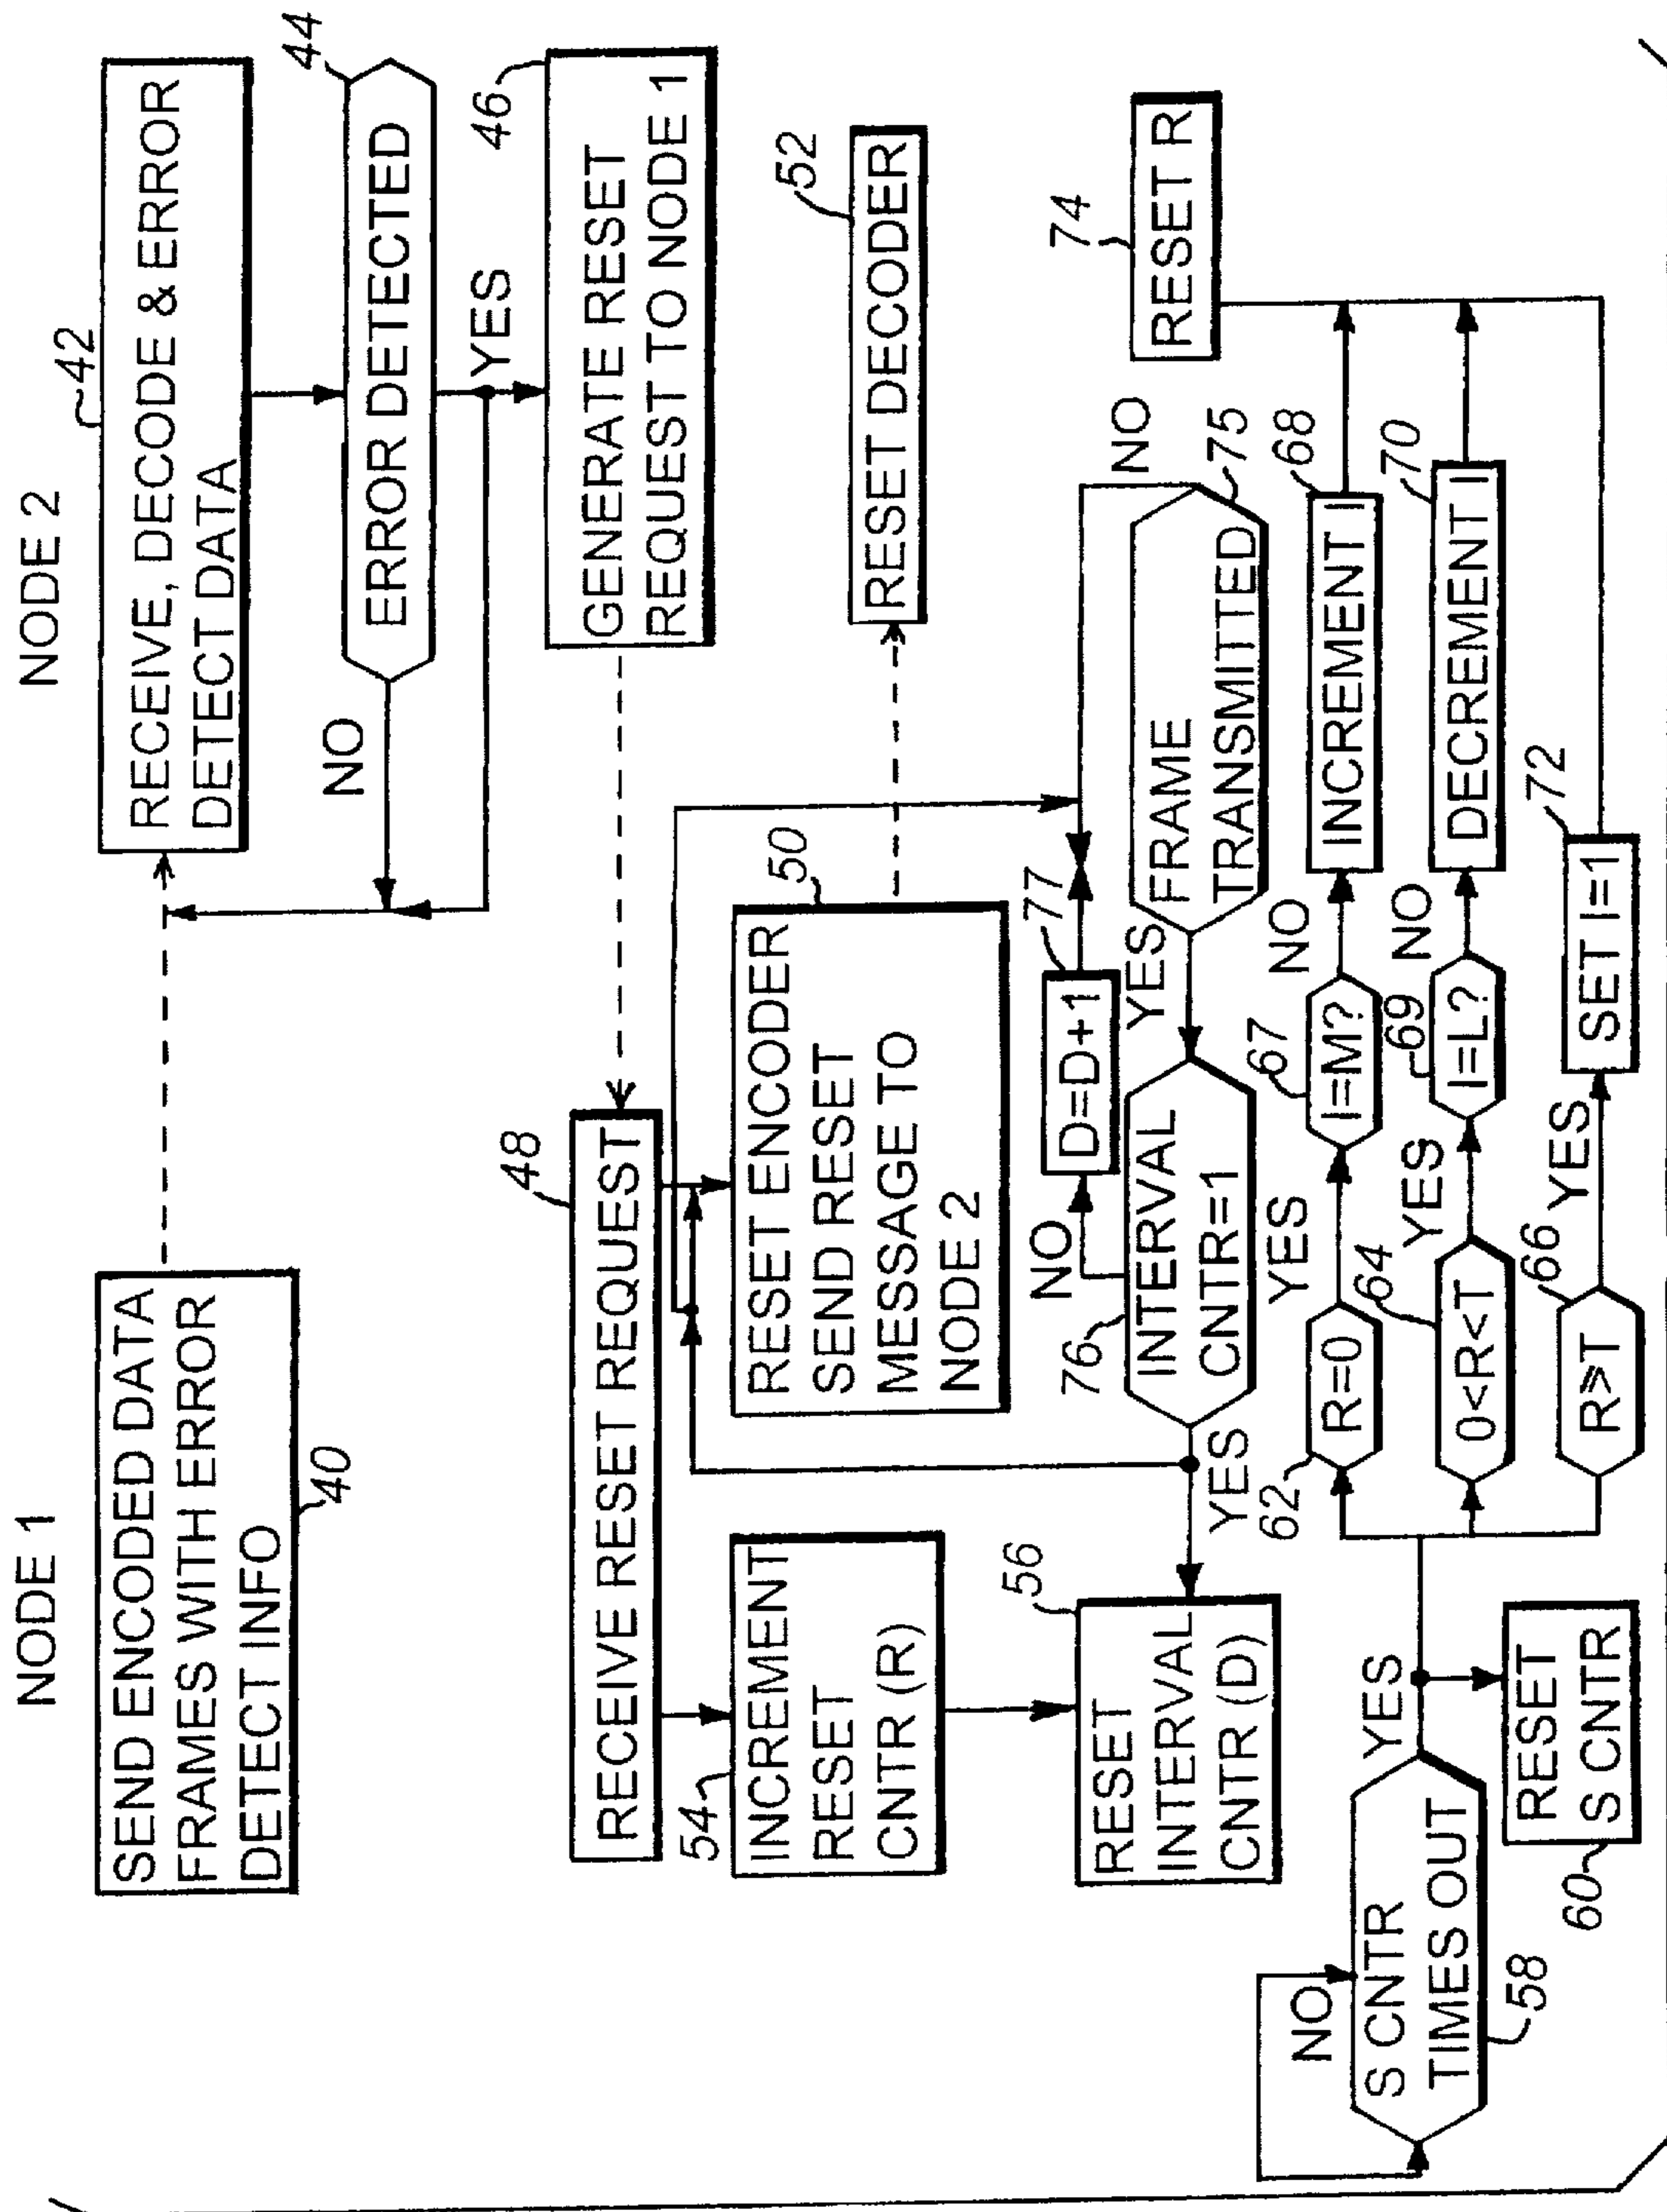 NODE 1
NODE 2
SEND ENCODED DATA
FRAMES WITH ERROR
DETECT INFO
40
42
RECEIVE, DECODE & ERROR
DETECT DATA
44
ERROR DETECTED
NO
YES
46
GENERATE RESET
REQUEST TO NODE 1
48
RECEIVE RESET REQUEST
54
INCREMENT
RESET
CNTR (R)
50
RESET ENCODER
SEND RESET
MESSAGE TO
NODE 2
52
RESET DECODER
56
RESET
INTERVAL
CNTR (D)
76
INTERVAL
CNTR=1
YES
NO
77
D=D+1
YES
FRAME
TRANSMITTED
75
NO
74
RESET R
NO
S CNTR
TIMES OUT
58
YES
60
RESET
S CNTR
62
R=0
YES
67
I=M?
NO
INCREMENT I
68
64
0<R<T
YES
69
I=L?
NO
DECREMENT I
70
66
R⩾T
YES
SET I=1
72